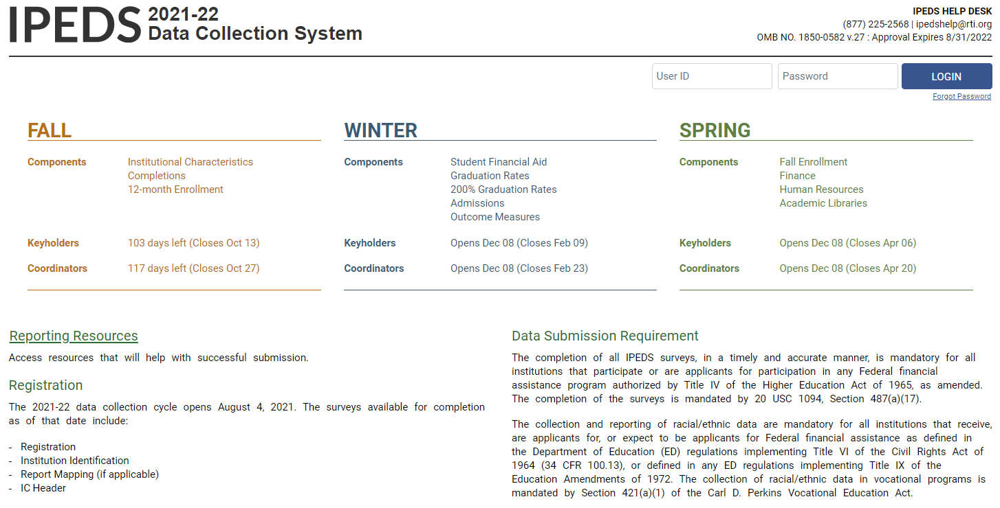 IPEDS 2021-22
Data Collection System
IPEDS HELP DESK
(877) 225-2568 | ipedshelp@rti.org
OMB NO. 1850-0582 v.27 : Approval Expires 8/31/2022
User ID
Password
LOGIN
Forgot Password
FALL
Components
Institutional Characteristics
Completions
12-month Enrollment
Keyholders
103 days left (Closes Oct 13)
Coordinators
117 days left (Closes Oct 27)
WINTER
Components
Student Financial Aid
Graduation Rates
200% Graduation Rates
Admissions
Outcome Measures
Keyholders
Opens Dec 08 (Closes Feb 09)
Coordinators
Opens Dec 08 (Closes Feb 23)
SPRING
Components
Fall Enrollment
Finance
Human Resources
Academic Libraries
Keyholders
Opens Dec 08 (Closes Apr 06)
Coordinators
Opens Dec 08 (Closes Apr 20)
Reporting Resources
Access resources that will help with successful submission.
Registration
The 2021-22 data collection cycle opens August 4, 2021. The surveys available for completion
as of that date include:
- Registration
- Institution Identification
- Report Mapping (if applicable)
- IC Header
Data Submission Requirement
The completion of all IPEDS surveys, in a timely and accurate manner, is mandatory for all
institutions that participate or are applicants for participation in any Federal financial
assistance program authorized by Title IV of the Higher Education Act of 1965, as amended.
The completion of the surveys is mandated by 20 USC 1094, Section 487(a)(17).
The collection and reporting of racial/ethnic data are mandatory for all institutions that receive,
are applicants for, or expect to be applicants for Federal financial assistance as defined in
the Department of Education (ED) regulations implementing Title VI of the Civil Rights Act of
1964 (34 CFR 100.13), or defined in any ED regulations implementing Title IX of the
Education Amendments of 1972. The collection of racial/ethnic data in vocational programs is
mandated by Section 421(a)(1) of the Carl D. Perkins Vocational Education Act.